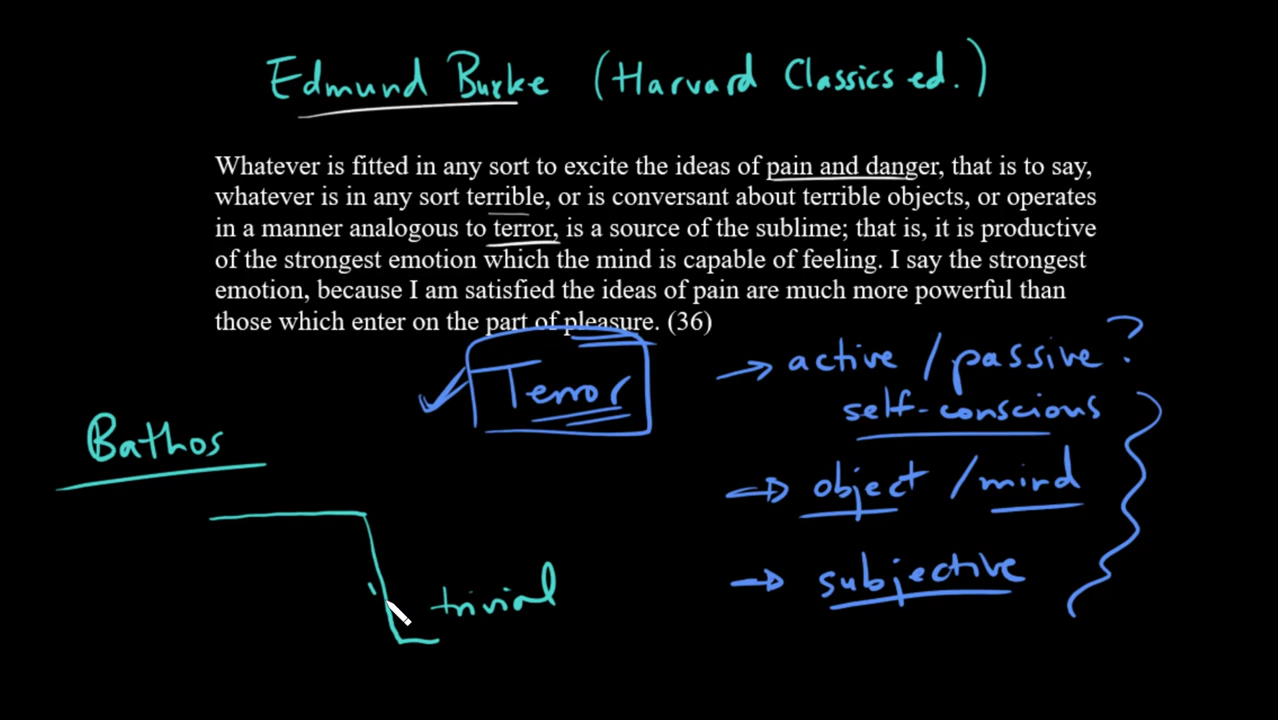 Edmund Burke (Harvard Classics ed.)
Whatever is fitted in any sort to excite the ideas of pain and danger, that is to say,
whatever is in any sort terrible, or is conversant about terrible objects, or operates
in a manner analogous to terror, is a source of the sublime; that is, it is productive
of the strongest emotion which the mind is capable of feeling. I say the strongest
emotion, because I am satisfied the ideas of pain are much more powerful than
those which enter on the part of pleasure. (36)
Terror
→ active / passive?
self-conscious
Bathos
→ object / mind
→ subjective
trivial